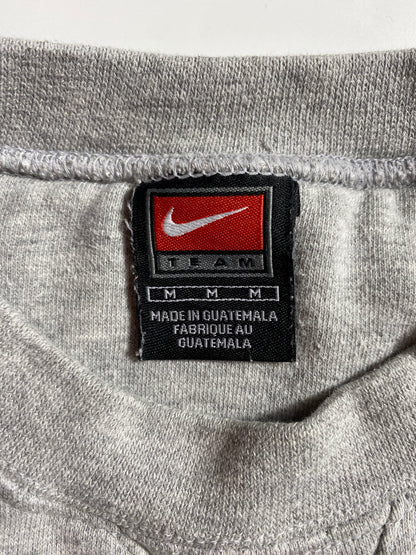 TEAM
M M M
MADE IN GUATEMALA
FABRIQUE AU
GUATEMALA